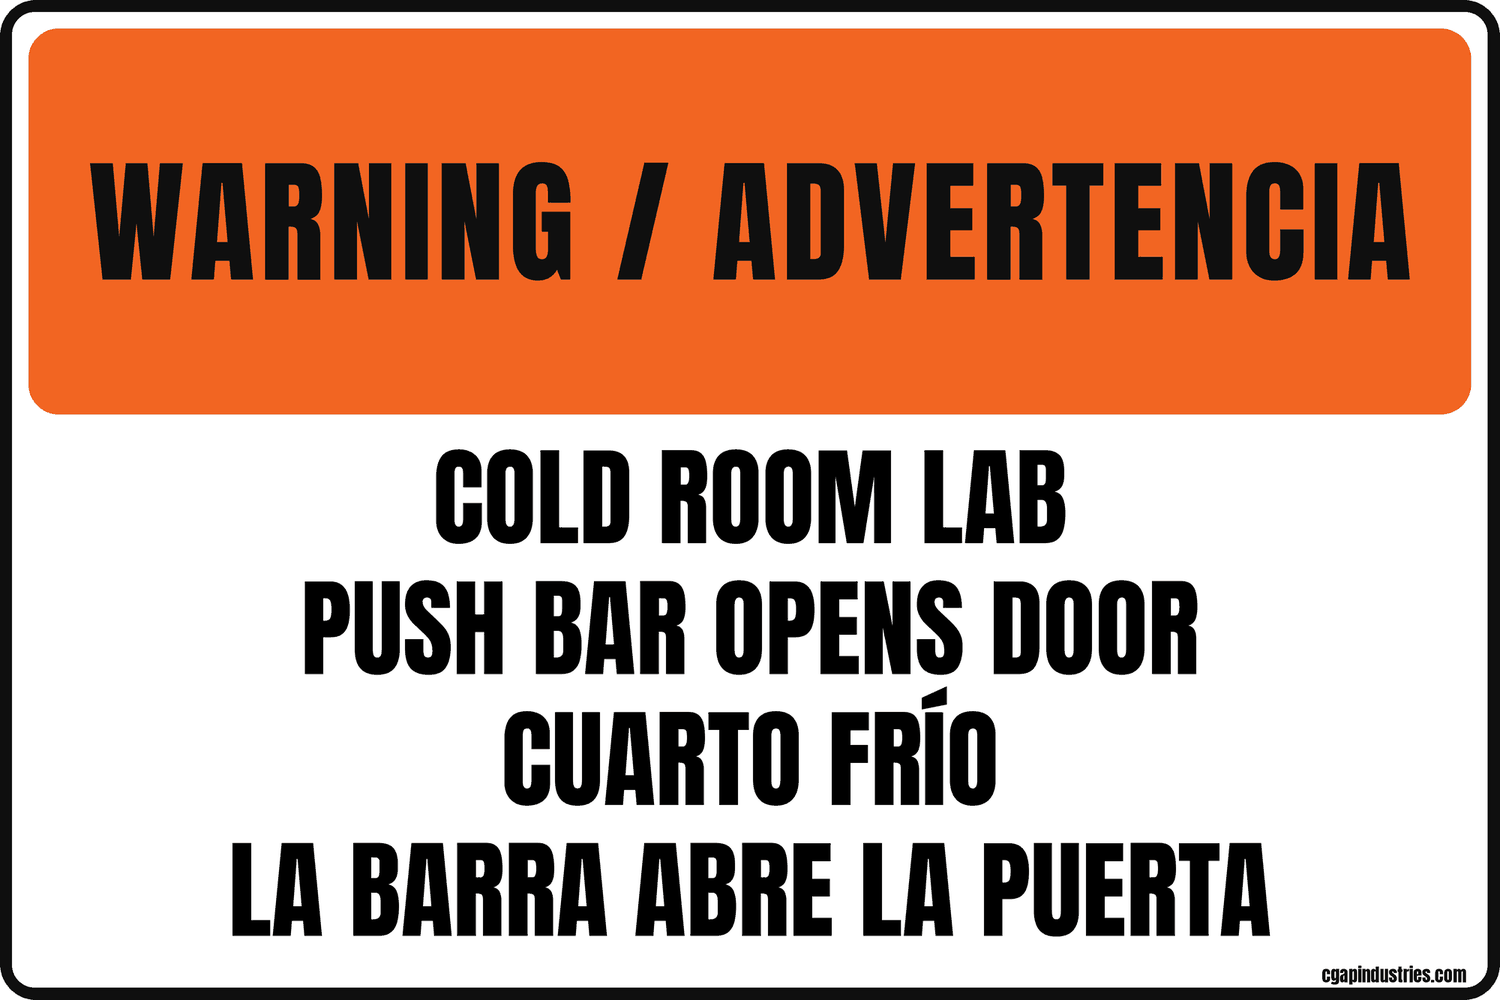 WARNING / ADVERTENCIA
COLD ROOM LAB
PUSH BAR OPENS DOOR
CUARTO FRÍO
LA BARRA ABRE LA PUERTA
cgapindustries.com